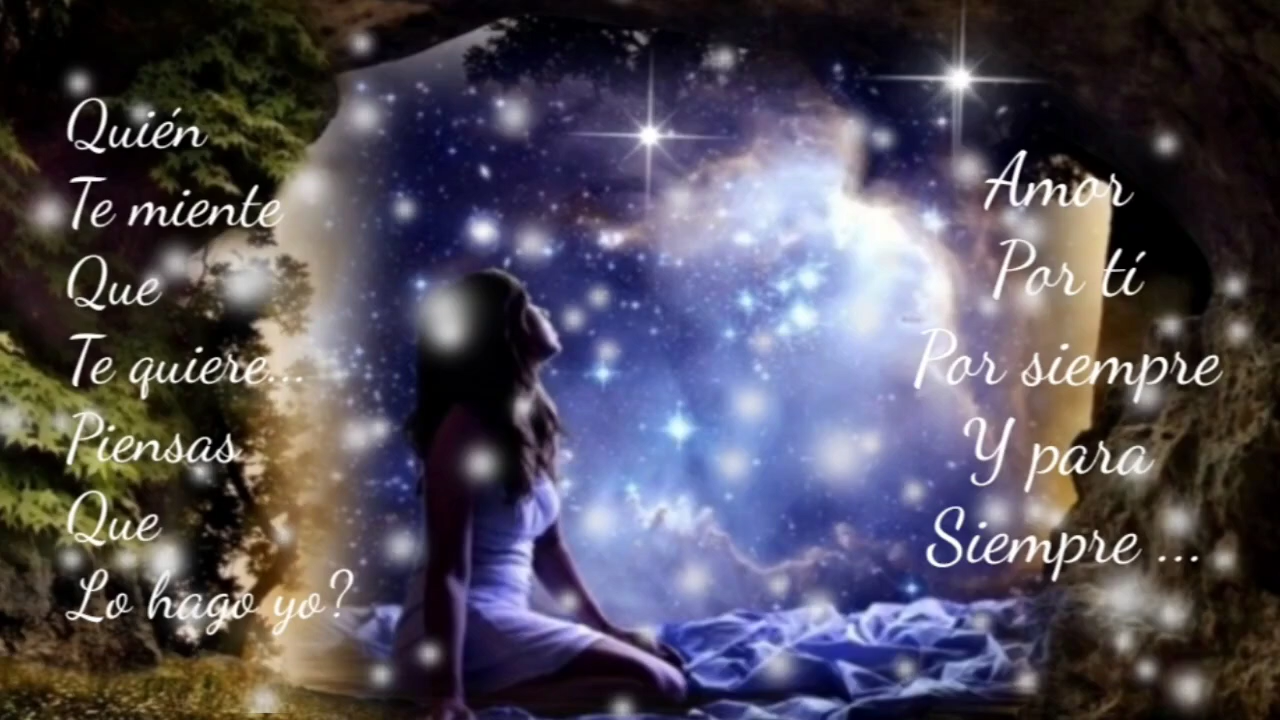 Quién
Te miente
Que
Te quiere...
Piensas
Que
Lo hago yo?
Amor
Por tí
Por siempre
Y para
Siempre ...